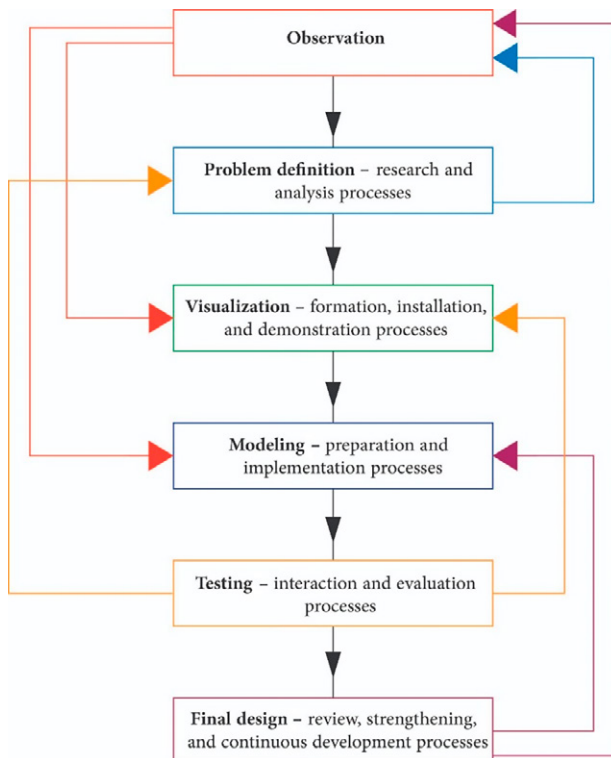 Observation
Problem definition – research and
analysis processes
Visualization – formation, installation,
and demonstration processes
Modeling – preparation and
implementation processes
Testing – interaction and evaluation
processes
Final design – review, strengthening,
and continuous development processes